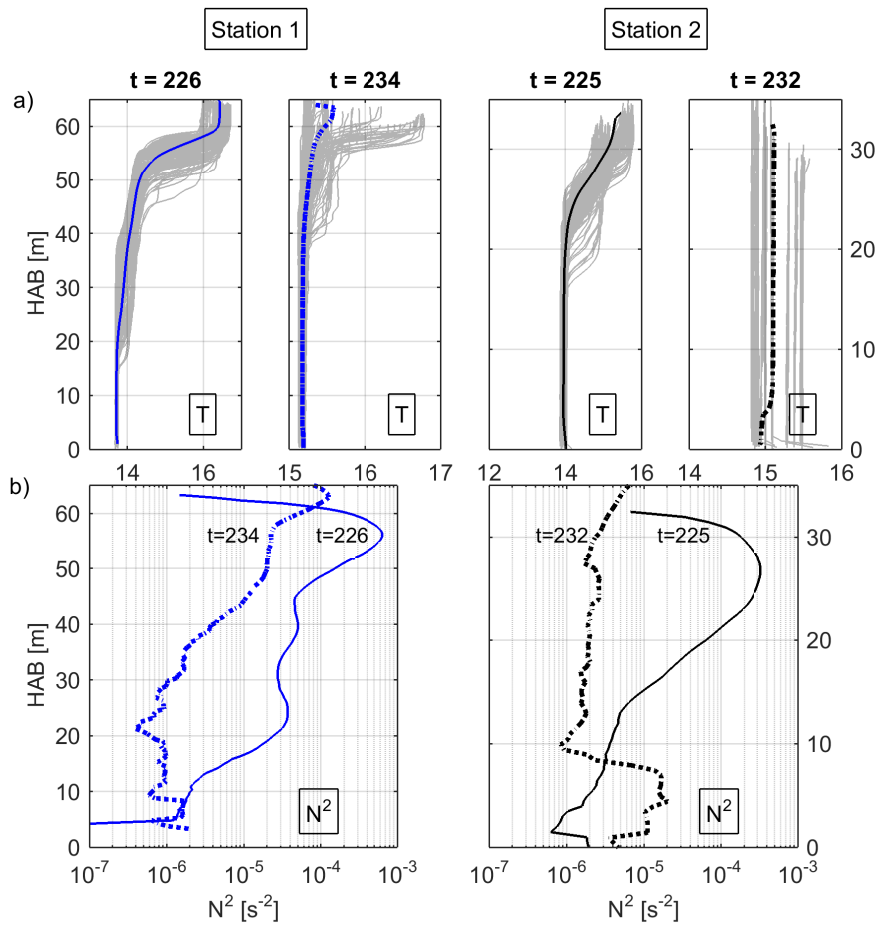 Station 1 Station 2
t = 226 t = 234 t = 225 t = 232
a)
60
50
40
30
20
10
0
HAB [m]
30
20
10
0
T T T T
14 16 15 16 17 12 14 16 15 16
b)
60
50
40
30
20
10
0
HAB [m]
t=234 t=226 t=232 t=225
30
20
10
0
N² N²
10⁻⁷ 10⁻⁶ 10⁻⁵ 10⁻⁴ 10⁻³ 10⁻⁷ 10⁻⁶ 10⁻⁵ 10⁻⁴ 10⁻³
N² [s⁻²] N² [s⁻²]